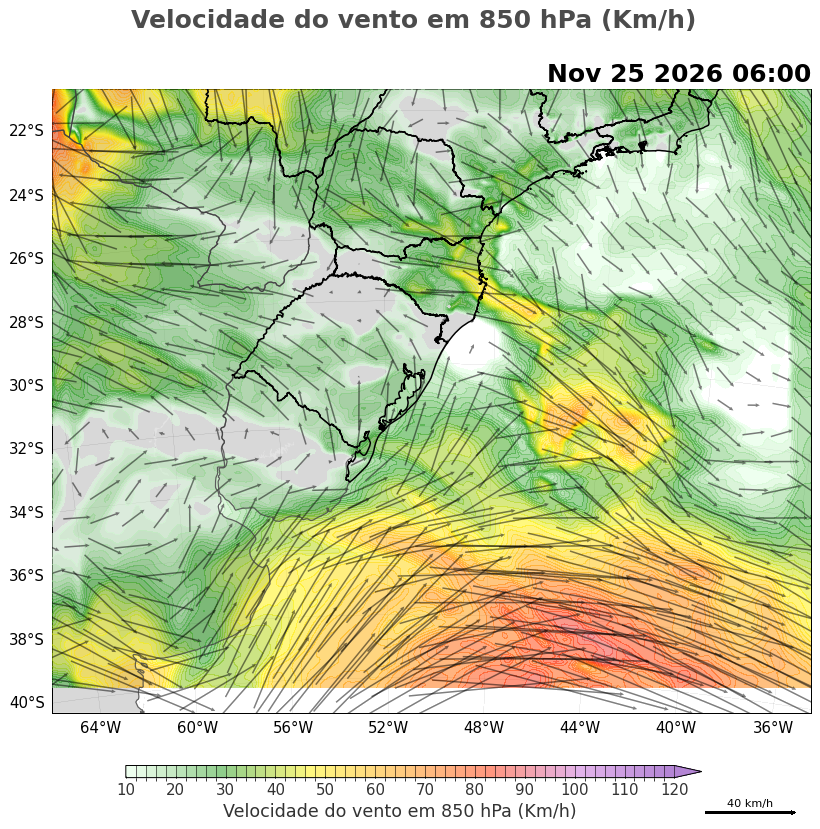 Velocidade do vento em 850 hPa (Km/h)
Nov 25 2026 06:00
22°S
24°S
26°S
28°S
30°S
32°S
34°S
36°S
38°S
40°S
64°W 60°W 56°W 52°W 48°W 44°W 40°W 36°W
10 20 30 40 50 60 70 80 90 100 110 120
Velocidade do vento em 850 hPa (Km/h)
40 km/h